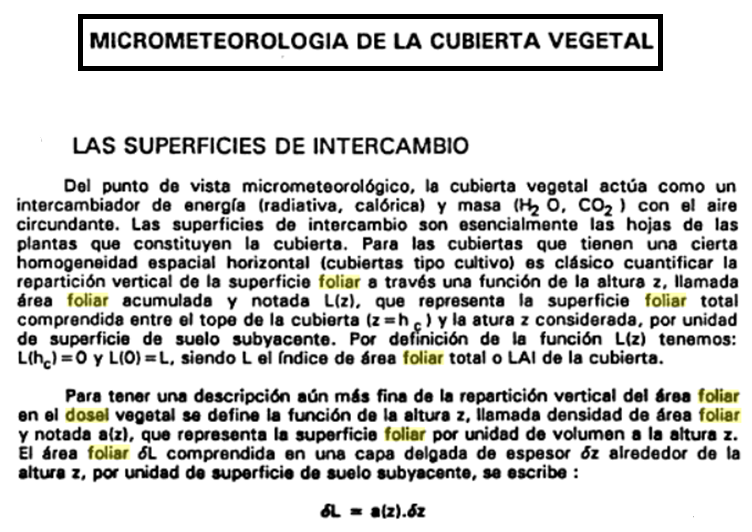 MICROMETEOROLOGIA DE LA CUBIERTA VEGETAL
LAS SUPERFICIES DE INTERCAMBIO
Del punto de vista micrometeorológico, la cubierta vegetal actúa como un
intercambiador de energía (radiativa, calórica) y masa (H₂ O, CO₂ ) con el aire
circundante. Las superficies de intercambio son esencialmente las hojas de las
plantas que constituyen la cubierta. Para las cubiertas que tienen una cierta
homogeneidad espacial horizontal (cubiertas tipo cultivo) es clásico cuantificar la
repartición vertical de la superficie foliar a través una función de la altura z, llamada
área foliar acumulada y notada L(z), que representa la superficie foliar total
comprendida entre el tope de la cubierta (z=h c ) y la atura z considerada, por unidad
de superficie de suelo subyacente. Por definición de la función L(z) tenemos:
L(hc)=0 y L(0)=L, siendo L el índice de área foliar total o LAI de la cubierta.
Para tener una descripción aún más fina de la repartición vertical del área foliar
en el dosel vegetal se define la función de la altura z, llamada densidad de área foliar
y notada a(z), que representa la superficie foliar por unidad de volumen a la altura z.
El área foliar δL comprendida en una capa delgada de espesor δz alrededor de la
altura z, por unidad de superficie de suelo subyacente, se escribe :
δL = a(z).δz